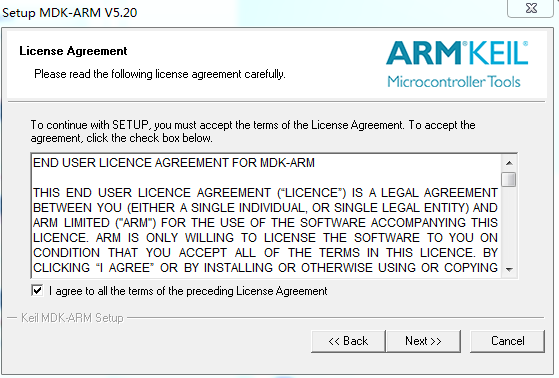 Setup MDK-ARM V5.20
License Agreement
Please read the following license agreement carefully.
ARM®KEIL®
Microcontroller Tools
To continue with SETUP, you must accept the terms of the License Agreement. To accept the
agreement, click the check box below.
END USER LICENCE AGREEMENT FOR MDK-ARM
THIS END USER LICENCE AGREEMENT (“LICENCE”) IS A LEGAL AGREEMENT
BETWEEN YOU (EITHER A SINGLE INDIVIDUAL, OR SINGLE LEGAL ENTITY) AND
ARM LIMITED ("ARM") FOR THE USE OF THE SOFTWARE ACCOMPANYING THIS
LICENCE. ARM IS ONLY WILLING TO LICENSE THE SOFTWARE TO YOU ON
CONDITION THAT YOU ACCEPT ALL OF THE TERMS IN THIS LICENCE. BY
CLICKING “I AGREE” OR BY INSTALLING OR OTHERWISE USING OR COPYING
I agree to all the terms of the preceding License Agreement
Keil MDK-ARM Setup
<< Back
Next >>
Cancel